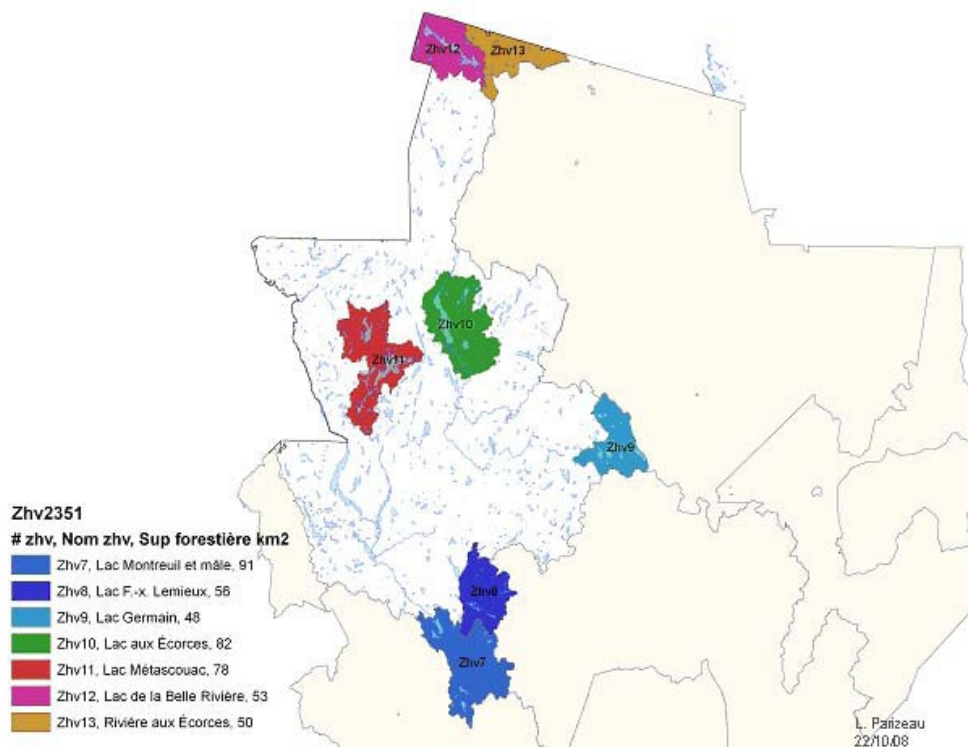 Zhv12
Zhv13
Zhv10
Zhv11
Zhv9
Zhv8
Zhv7
Zhv2351
# zhv, Nom zhv, Sup forestière km2
Zhv7, Lac Montreuil et mâle, 91
Zhv8, Lac F.-x. Lemieux, 56
Zhv9, Lac Germain, 48
Zhv10, Lac aux Écorces, 82
Zhv11, Lac Métascouac, 78
Zhv12, Lac de la Belle Rivière, 53
Zhv13, Rivière aux Écorces, 50
L. Parizeau
22/10/08